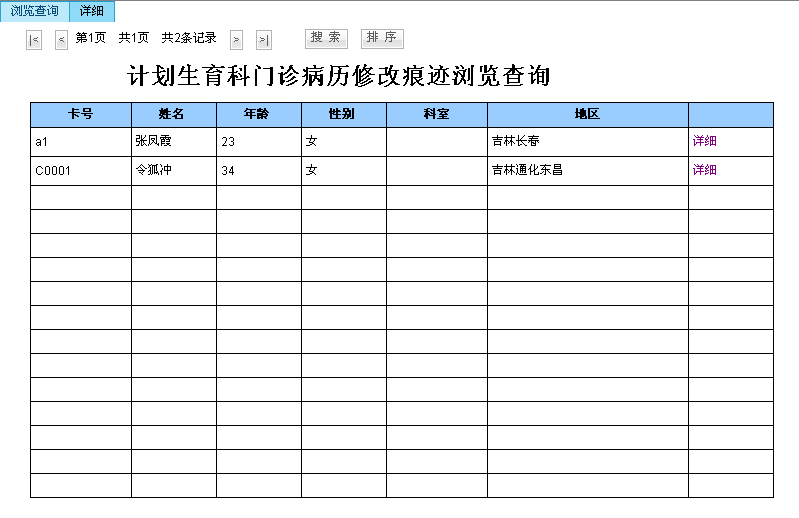 浏览查询 详细
|< < 第1页 共1页 共2条记录 > >| 搜 索 排 序
计划生育科门诊病历修改痕迹浏览查询
卡号 姓名 年龄 性别 科室 地区
a1 张凤霞 23 女 吉林长春 详细
C0001 令狐冲 34 女 吉林通化东昌 详细